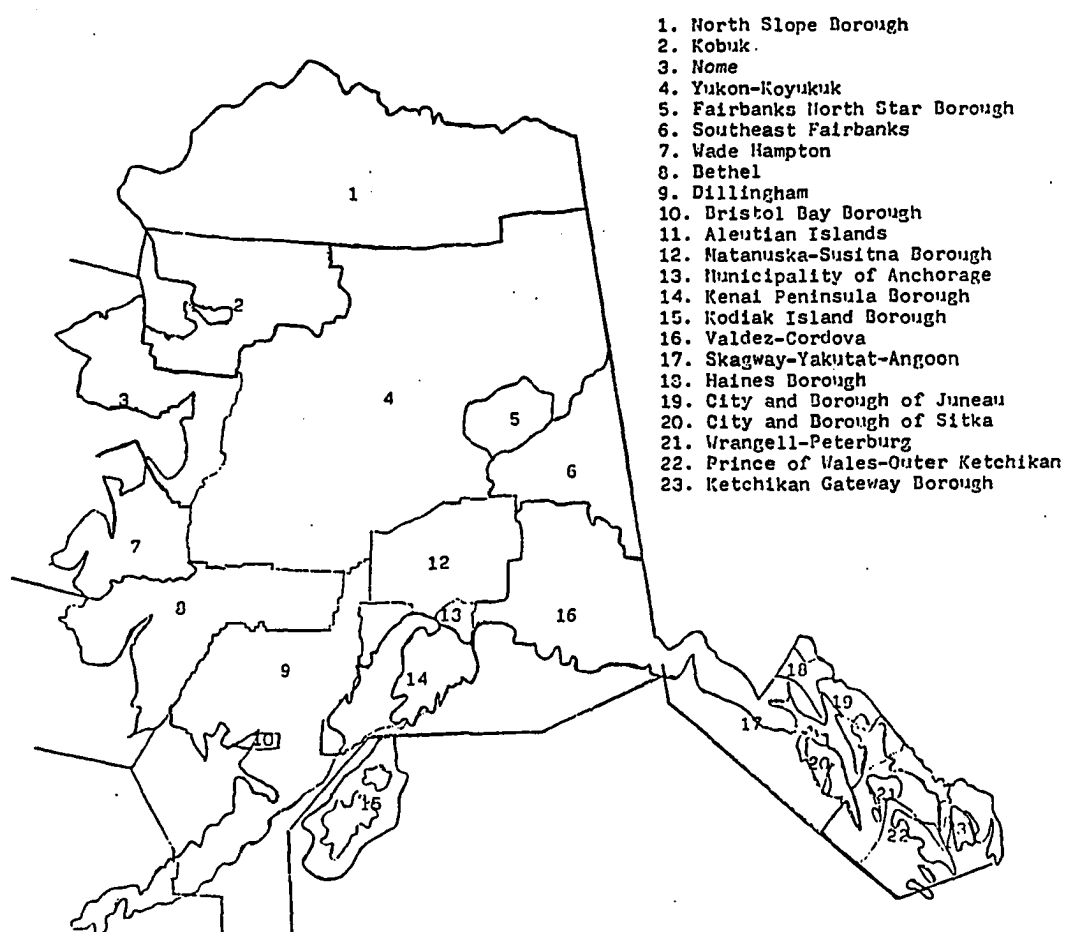 1. North Slope Borough
2. Kobuk
3. Nome
4. Yukon-Koyukuk
5. Fairbanks North Star Borough
6. Southeast Fairbanks
7. Wade Hampton
8. Bethel
9. Dillingham
10. Bristol Bay Borough
11. Aleutian Islands
12. Matanuska-Susitna Borough
13. Municipality of Anchorage
14. Kenai Peninsula Borough
15. Kodiak Island Borough
16. Valdez-Cordova
17. Skagway-Yakutat-Angoon
18. Haines Borough
19. City and Borough of Juneau
20. City and Borough of Sitka
21. Wrangell-Peterburg
22. Prince of Wales-Outer Ketchikan
23. Ketchikan Gateway Borough
1
2
3
4
5
6
7
12
8
13
16
9
14
18
19
17
10
20
21
15
22